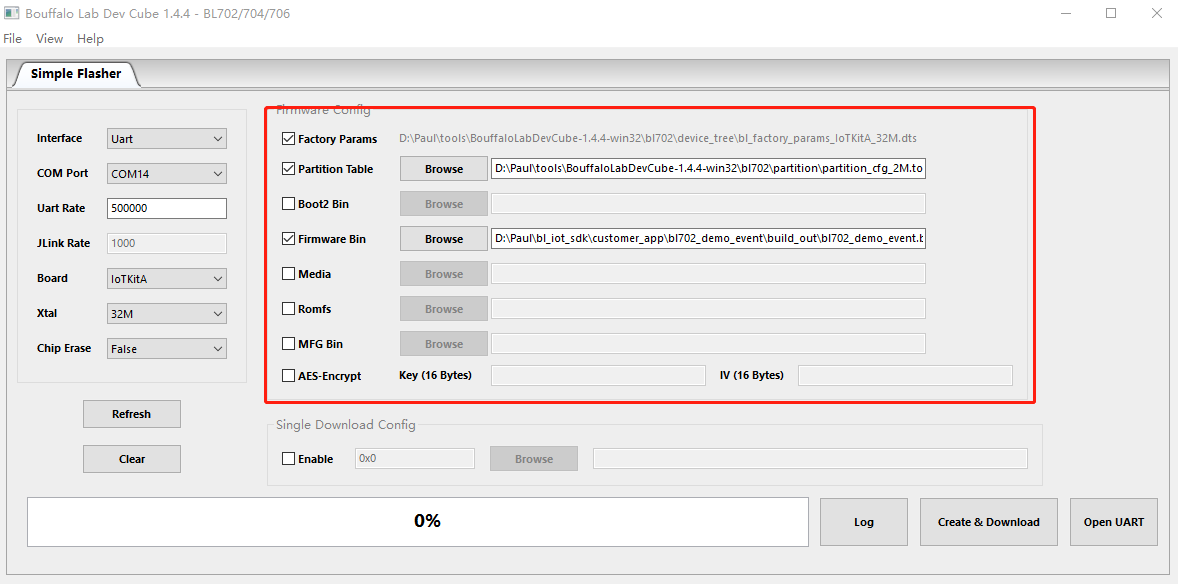 Bouffalo Lab Dev Cube 1.4.4 - BL702/704/706
File View Help
Simple Flasher
Interface Uart
COM Port COM14
Uart Rate 500000
JLink Rate 1000
Board IoTKitA
Xtal 32M
Chip Erase False
Refresh
Clear
Firmware Config
Factory Params D:\Paul\tools\BouffaloLabDevCube-1.4.4-win32\bl702\device_tree\bl_factory_params_IoTKitA_32M.dts
Partition Table Browse D:\Paul\tools\BouffaloLabDevCube-1.4.4-win32\bl702\partition\partition_cfg_2M.to
Boot2 Bin Browse
Firmware Bin Browse D:\Paul\bl_iot_sdk\customer_app\bl702_demo_event\build_out\bl702_demo_event.b
Media Browse
Romfs Browse
MFG Bin Browse
AES-Encrypt Key (16 Bytes) IV (16 Bytes)
Single Download Config
Enable 0x0 Browse
0% Log Create & Download Open UART